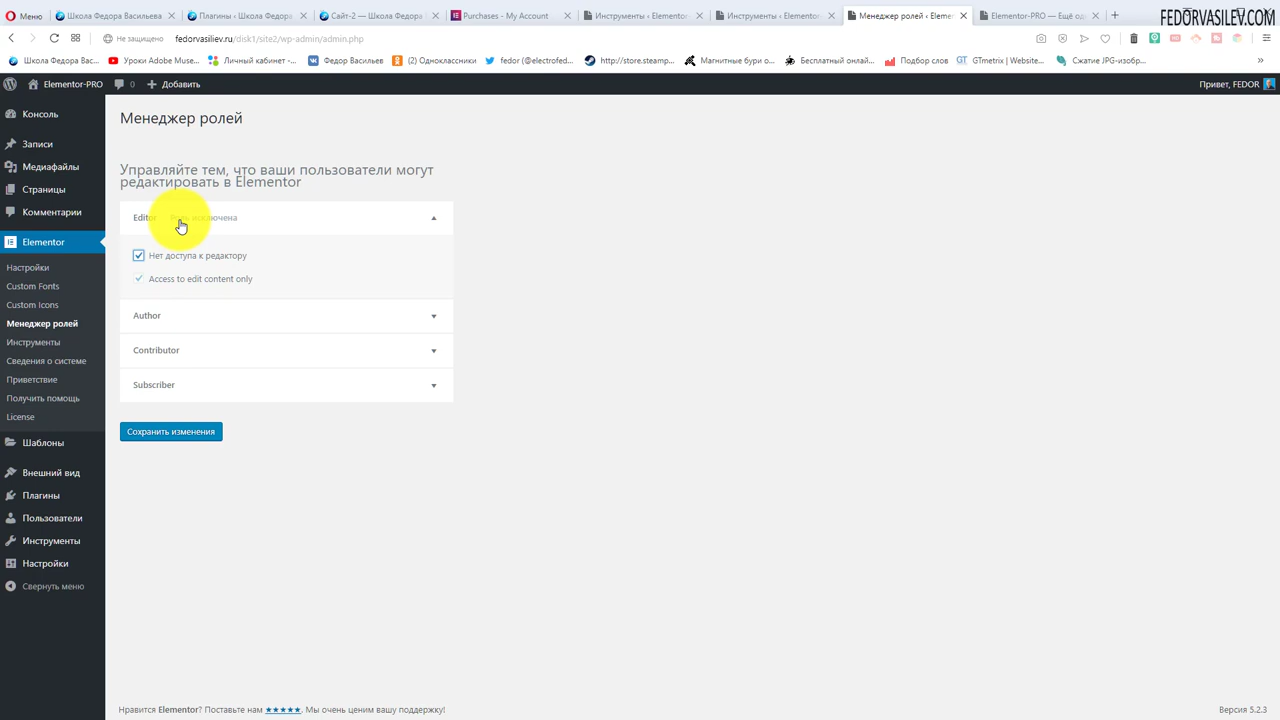 Меню
Школа Федора Васильева
Плагины ‹ Школа Федора
Сайт-2 — Школа Федора
Purchases - My Account
Инструменты ‹ Elementor
Инструменты ‹ Elementor-
Менеджер ролей ‹ Elemen
Elementor-PRO — Ещё од
FEDORVASILEV.COM
Не защищено
fedorvasiliev.ru/disk1/site2/wp-admin/admin.php
Школа Федора Вас...
Уроки Adobe Muse...
Личный кабинет -...
Федор Васильев
(2) Одноклассники
fedor (@electrofed...
http://store.steamp...
Магнитные бури о...
Бесплатный онлай...
Подбор слов
GTmetrix | Website...
Сжатие JPG-изобр...
Elementor-PRO
0
Добавить
Привет, FEDOR
Консоль
Записи
Медиафайлы
Страницы
Комментарии
Elementor
Настройки
Custom Fonts
Custom Icons
Менеджер ролей
Инструменты
Сведения о системе
Приветствие
Получить помощь
License
Шаблоны
Внешний вид
Плагины
Пользователи
Инструменты
Настройки
Свернуть меню
Менеджер ролей
Управляйте тем, что ваши пользователи могут
редактировать в Elementor
Editor Роль исключена
Нет доступа к редактору
Access to edit content only
Author
Contributor
Subscriber
Сохранить изменения
Нравится Elementor? Поставьте нам ★★★★★. Мы очень ценим вашу поддержку!
Версия 5.2.3